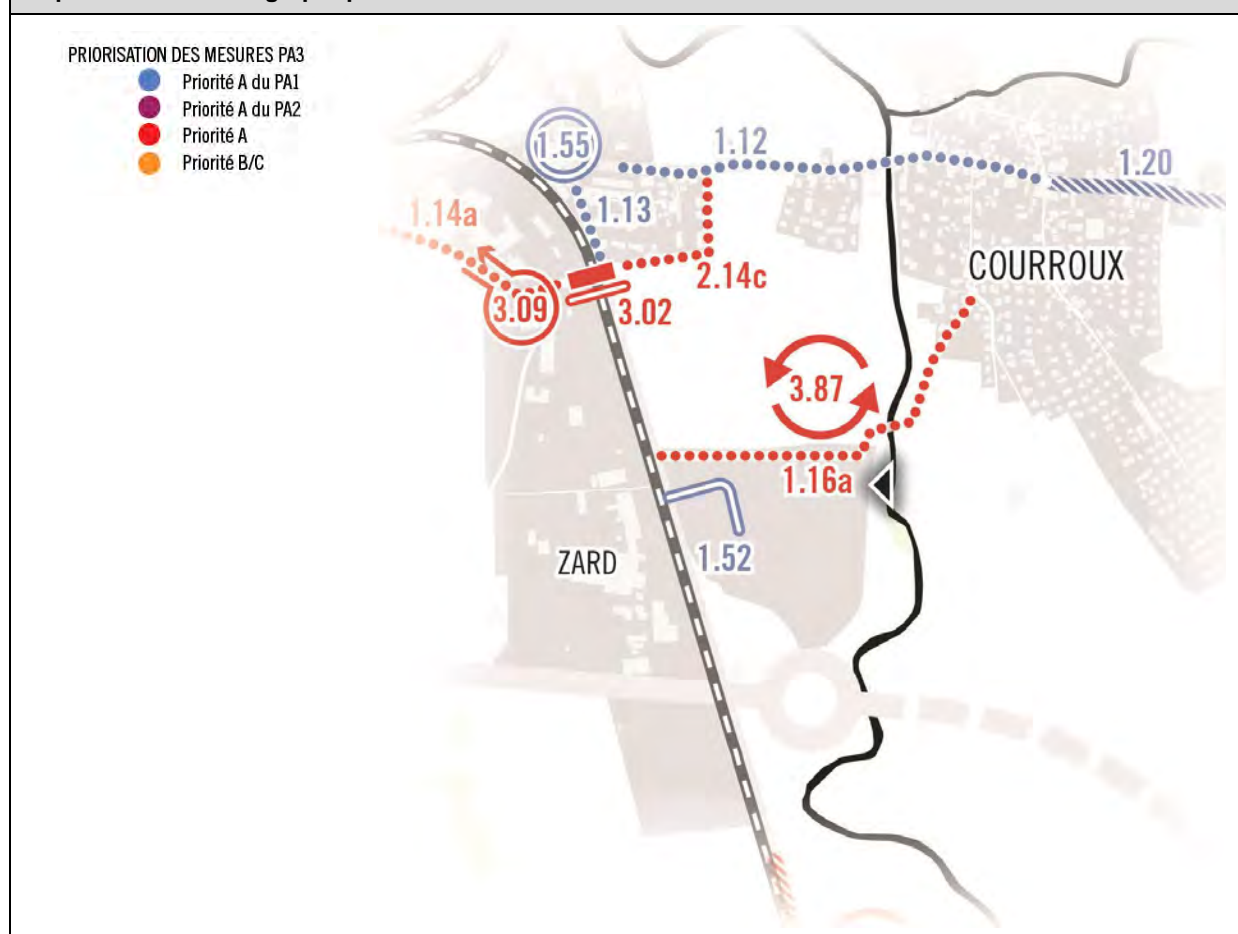 PRIORISATION DES MESURES PA3
Priorité A du PA1
Priorité A du PA2
Priorité A
Priorité B/C
1.55
1.12
1.20
1.14a
1.13
COURROUX
2.14c
3.09
3.02
3.87
1.16a
ZARD
1.52